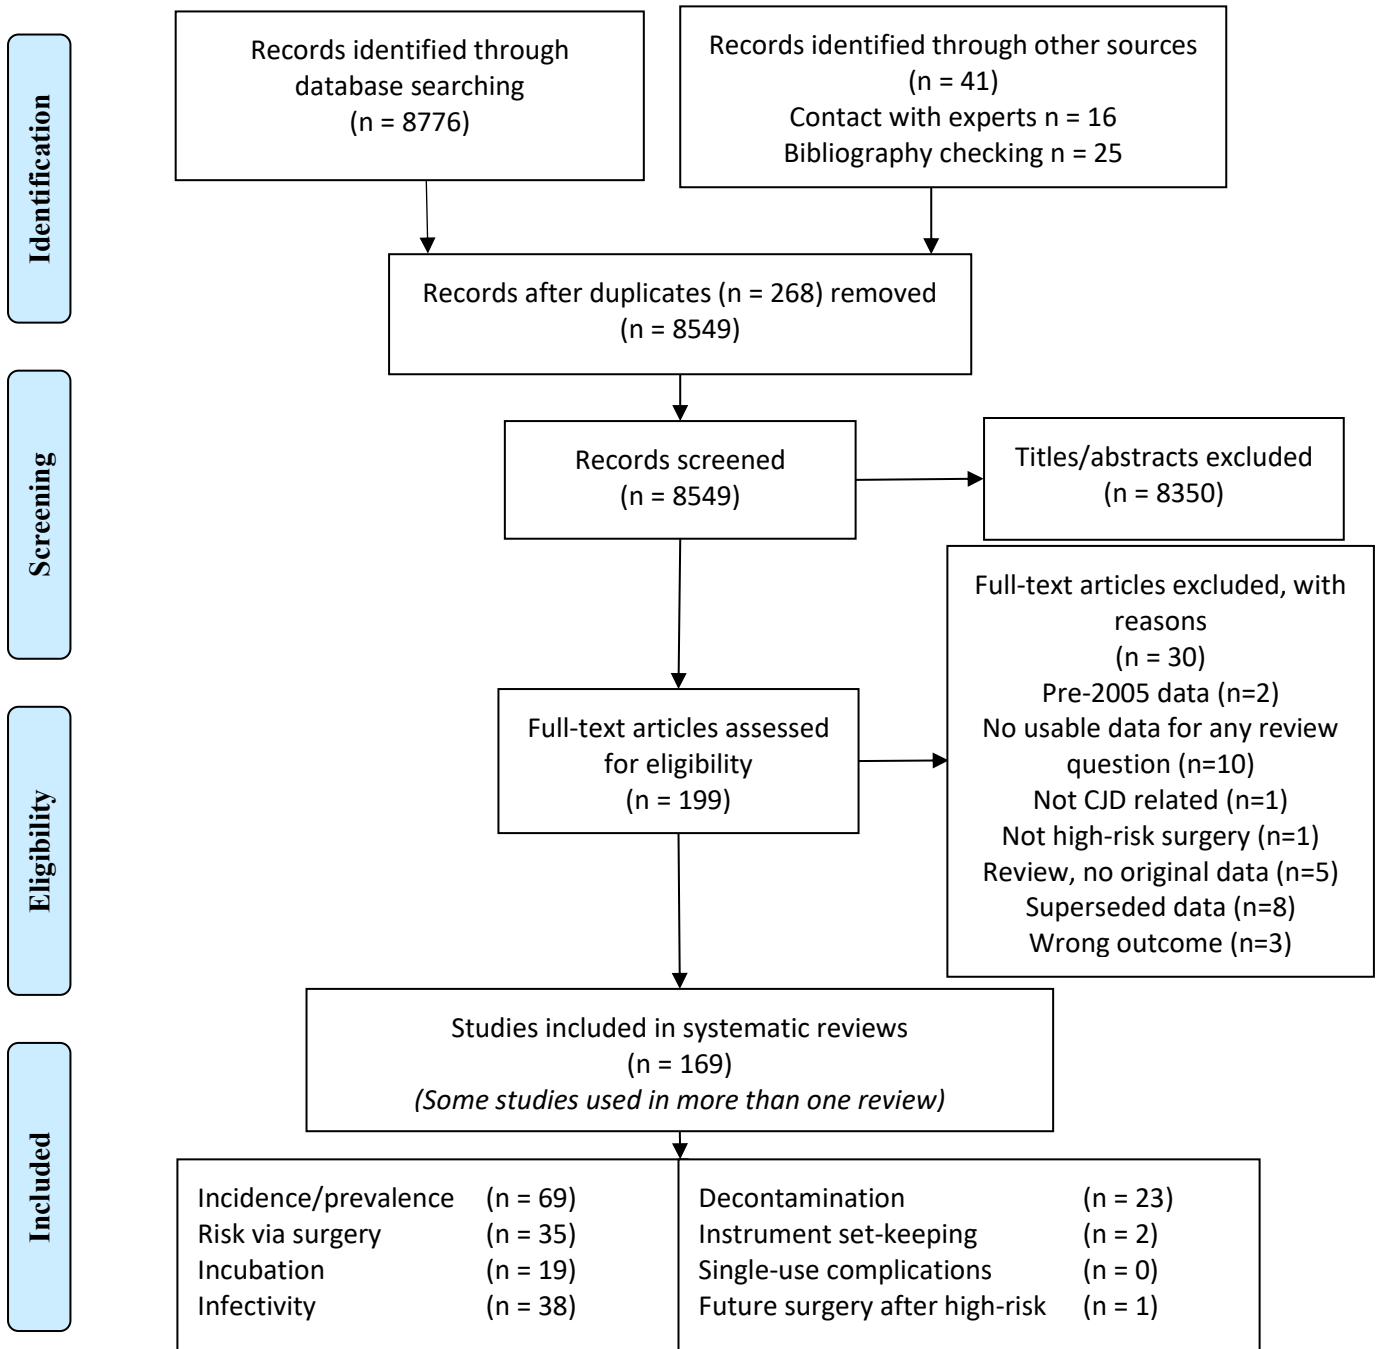 Identification
Records identified through
database searching
(n = 8776)
Records identified through other sources
(n = 41)
Contact with experts n = 16
Bibliography checking n = 25
Records after duplicates (n = 268) removed
(n = 8549)
Screening
Records screened
(n = 8549)
Titles/abstracts excluded
(n = 8350)
Eligibility
Full-text articles assessed
for eligibility
(n = 199)
Full-text articles excluded, with
reasons
(n = 30)
Pre-2005 data (n=2)
No usable data for any review
question (n=10)
Not CJD related (n=1)
Not high-risk surgery (n=1)
Review, no original data (n=5)
Superseded data (n=8)
Wrong outcome (n=3)
Included
Studies included in systematic reviews
(n = 169)
(Some studies used in more than one review)
Incidence/prevalence (n = 69)
Risk via surgery (n = 35)
Incubation (n = 19)
Infectivity (n = 38)
Decontamination (n = 23)
Instrument set-keeping (n = 2)
Single-use complications (n = 0)
Future surgery after high-risk (n = 1)